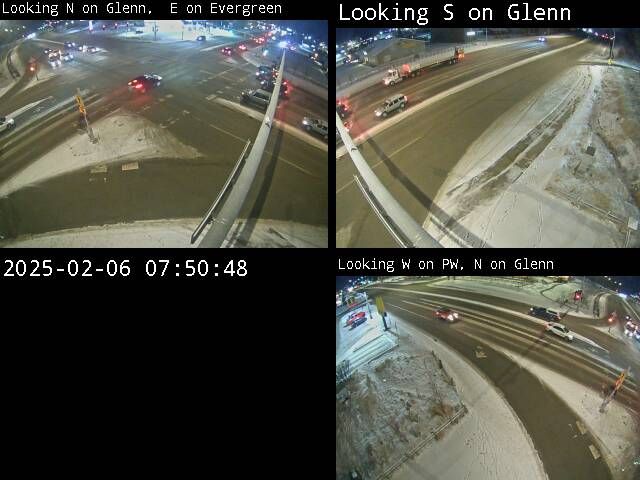 Looking N on Glenn,  E on Evergreen
Looking S on Glenn
2025-02-06 07:50:48
Looking W on PW, N on Glenn